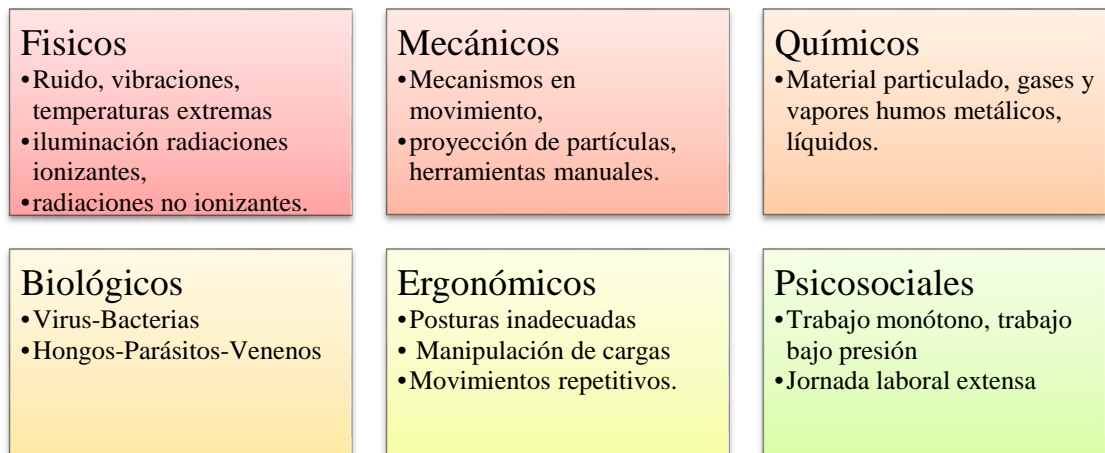 Fisicos
•Ruido, vibraciones,
temperaturas extremas
•iluminación radiaciones
ionizantes,
•radiaciones no ionizantes.
Mecánicos
•Mecanismos en
movimiento,
•proyección de partículas,
herramientas manuales.
Químicos
•Material particulado, gases y
vapores humos metálicos,
líquidos.
Biológicos
•Virus-Bacterias
•Hongos-Parásitos-Venenos
Ergonómicos
•Posturas inadecuadas
• Manipulación de cargas
•Movimientos repetitivos.
Psicosociales
•Trabajo monótono, trabajo
bajo presión
•Jornada laboral extensa